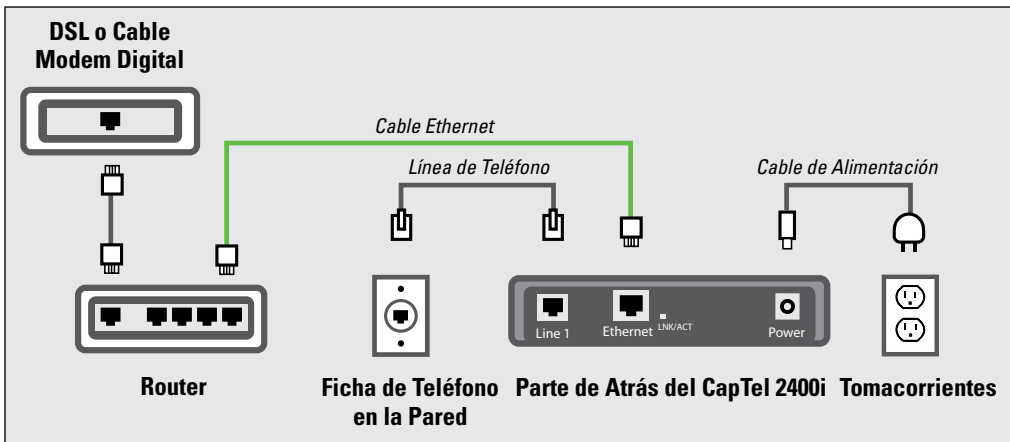 DSL o Cable
Modem Digital
Cable Ethernet
Línea de Teléfono
Cable de Alimentación
Line 1
Ethernet
LNK/ACT
Power
Router
Ficha de Teléfono
en la Pared
Parte de Atrás del CapTel 2400i
Tomacorrientes